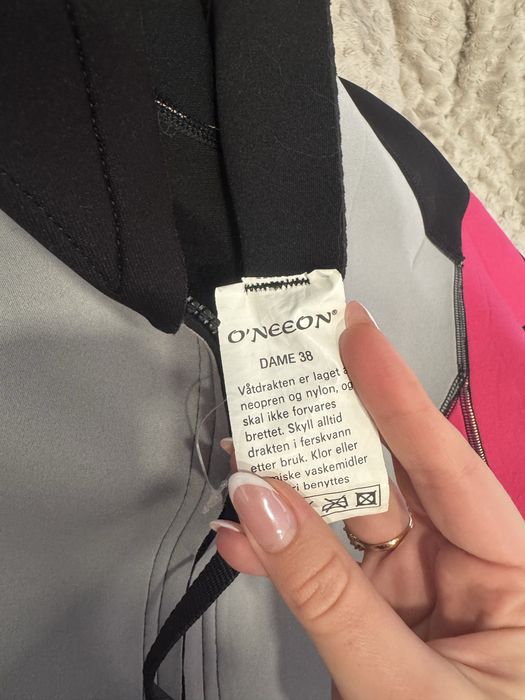 O'NEEON®
DAME 38
Våtdrakten er laget
neopren og nylon, og
skal ikke forvares
brettet. Skyll alltid
drakten i ferskvann
etter bruk. Klor eller
vaskemidler
benyttes